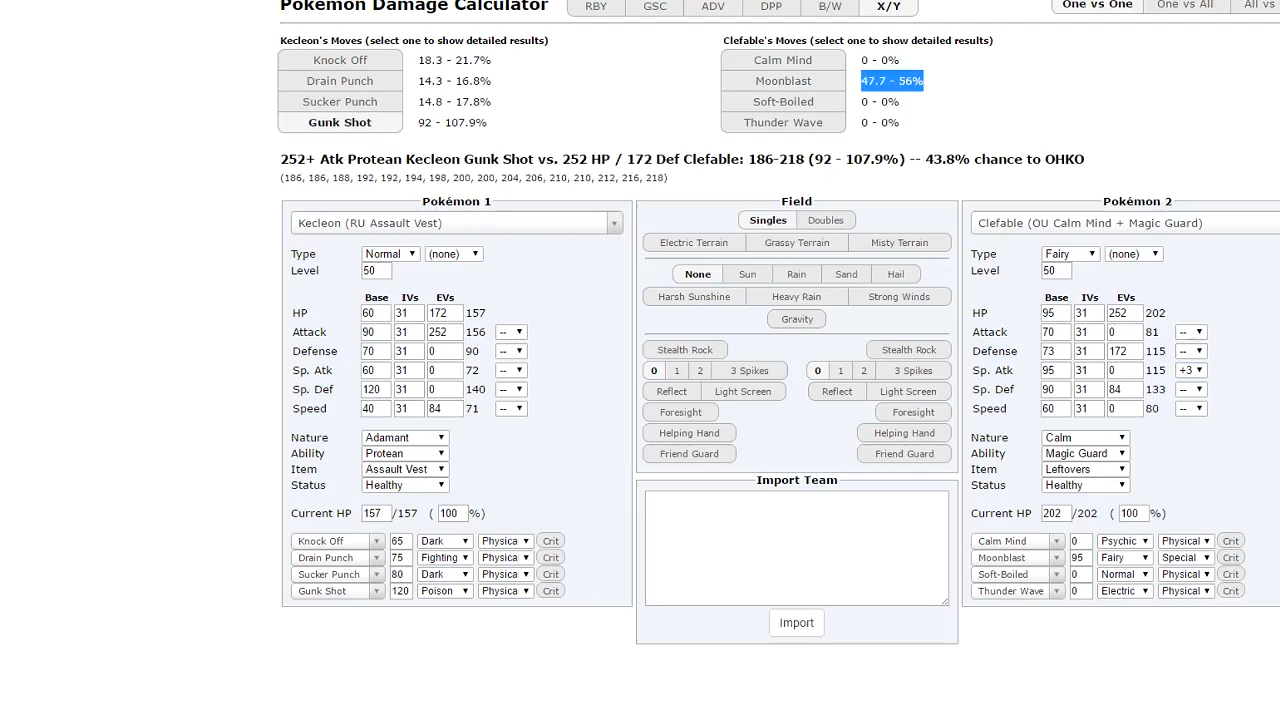 Pokémon Damage Calculator RBY GSC ADV DPP B/W X/Y One vs One One vs All All vs
Kecleon's Moves (select one to show detailed results)
Knock Off 18.3 - 21.7%
Drain Punch 14.3 - 16.8%
Sucker Punch 14.8 - 17.8%
Gunk Shot 92 - 107.9%
Clefable's Moves (select one to show detailed results)
Calm Mind 0 - 0%
Moonblast 47.7 - 56%
Soft-Boiled 0 - 0%
Thunder Wave 0 - 0%
252+ Atk Protean Kecleon Gunk Shot vs. 252 HP / 172 Def Clefable: 186-218 (92 - 107.9%) -- 43.8% chance to OHKO
(186, 186, 188, 192, 192, 194, 198, 200, 200, 204, 206, 210, 210, 212, 216, 218)
Pokémon 1
Kecleon (RU Assault Vest)
Type Normal (none)
Level 50
Base IVs EVs
HP 60 31 172 157
Attack 90 31 252 156 --
Defense 70 31 0 90 --
Sp. Atk 60 31 0 72 --
Sp. Def 120 31 0 140 --
Speed 40 31 84 71 --
Nature Adamant
Ability Protean
Item Assault Vest
Status Healthy
Current HP 157 /157 ( 100 %)
Knock Off 65 Dark Physica Crit
Drain Punch 75 Fighting Physica Crit
Sucker Punch 80 Dark Physica Crit
Gunk Shot 120 Poison Physica Crit
Field
Singles Doubles
Electric Terrain Grassy Terrain Misty Terrain
None Sun Rain Sand Hail
Harsh Sunshine Heavy Rain Strong Winds
Gravity
Stealth Rock Stealth Rock
0 1 2 3 Spikes 0 1 2 3 Spikes
Reflect Light Screen Reflect Light Screen
Foresight Foresight
Helping Hand Helping Hand
Friend Guard Friend Guard
Import Team
Import
Pokémon 2
Clefable (OU Calm Mind + Magic Guard)
Type Fairy (none)
Level 50
Base IVs EVs
HP 95 31 252 202
Attack 70 31 0 81 --
Defense 73 31 172 115 --
Sp. Atk 95 31 0 115 +3
Sp. Def 90 31 84 133 --
Speed 60 31 0 80 --
Nature Calm
Ability Magic Guard
Item Leftovers
Status Healthy
Current HP 202 /202 ( 100 %)
Calm Mind 0 Psychic Physical Crit
Moonblast 95 Fairy Special Crit
Soft-Boiled 0 Normal Physical Crit
Thunder Wave 0 Electric Physical Crit